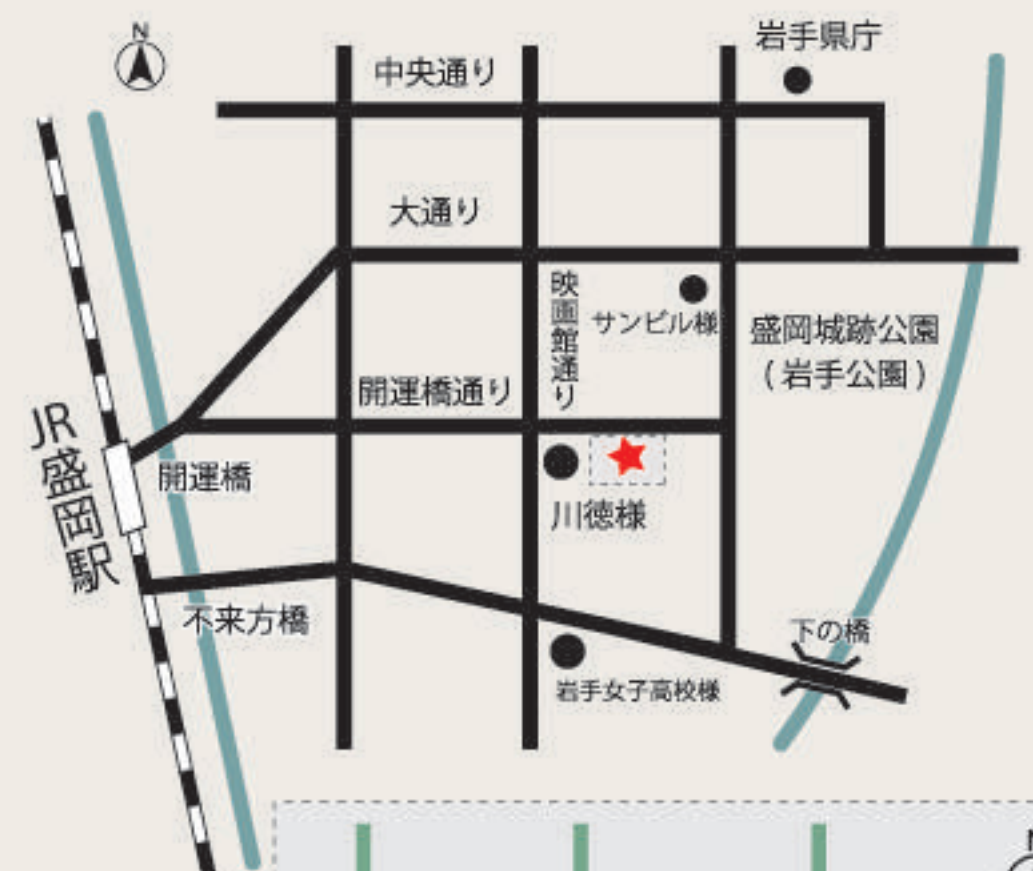 N
岩手県庁
中央通り
大通り
映画館通り
サンビル様
盛岡城跡公園
(岩手公園)
開運橋通り
JR盛岡駅
開運橋
川徳様
不来方橋
下の橋
岩手女子高校様
N